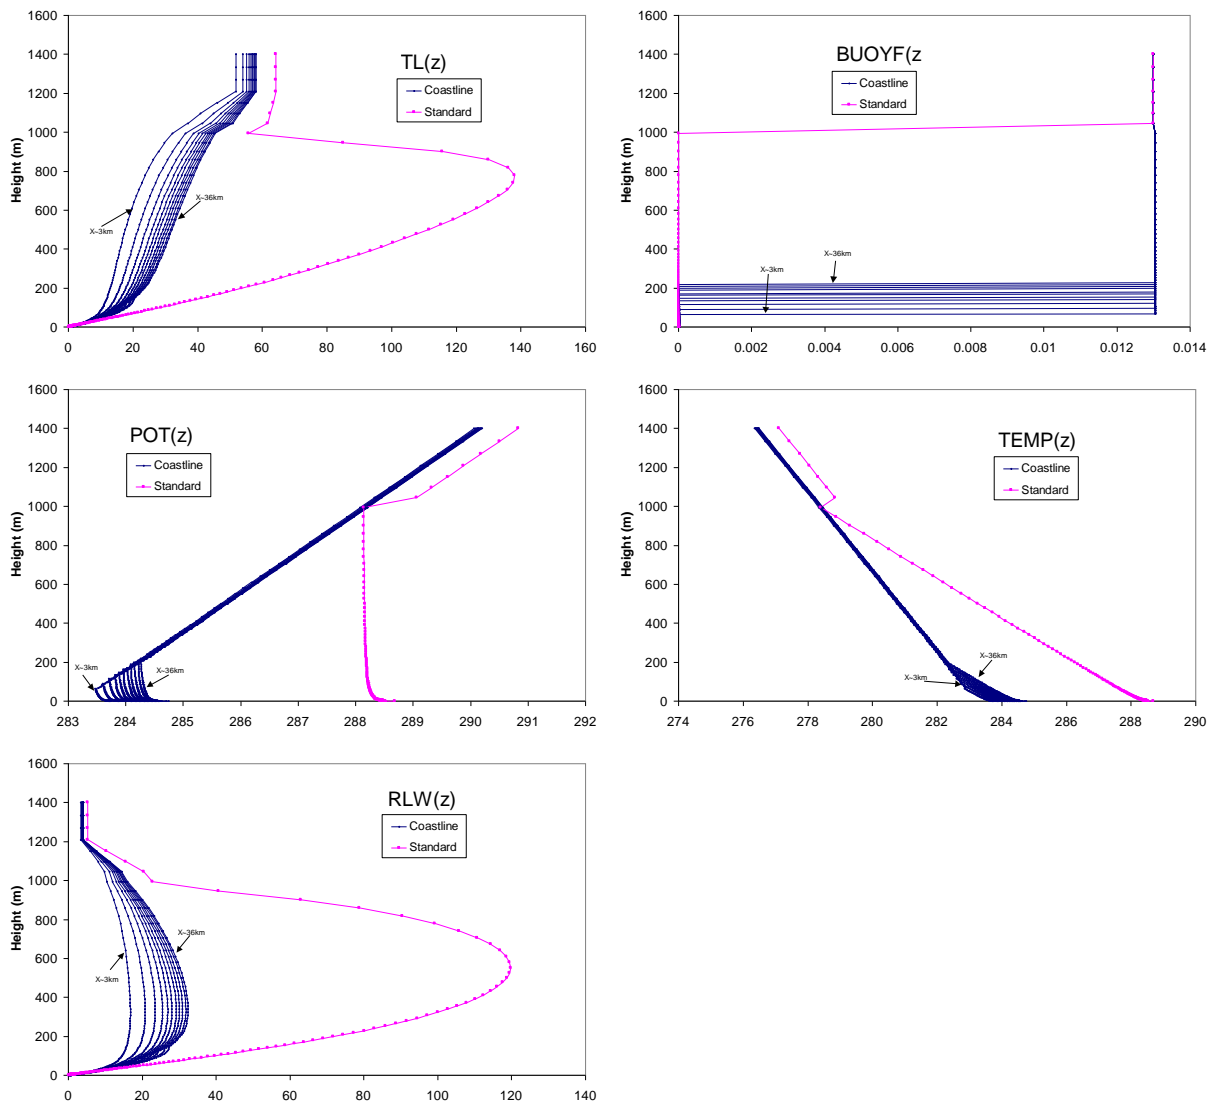 TL(z)
Coastline
Standard
X~3km
X~36km
Height (m)
1600
1400
1200
1000
800
600
400
200
0
0 20 40 60 80 100 120 140 160
BUOYF(z
Coastline
Standard
X~36km
X~3km
Height (m)
1600
1400
1200
1000
800
600
400
200
0
0 0.002 0.004 0.006 0.008 0.01 0.012 0.014
POT(z)
Coastline
Standard
X~3km
X~36km
Height (m)
1600
1400
1200
1000
800
600
400
200
0
283 284 285 286 287 288 289 290 291 292
TEMP(z)
Coastline
Standard
X~36km
X~3km
Height (m)
1600
1400
1200
1000
800
600
400
200
0
274 276 278 280 282 284 286 288 290
RLW(z)
Coastline
Standard
X~36km
X~3km
Height (m)
1600
1400
1200
1000
800
600
400
200
0
0 20 40 60 80 100 120 140